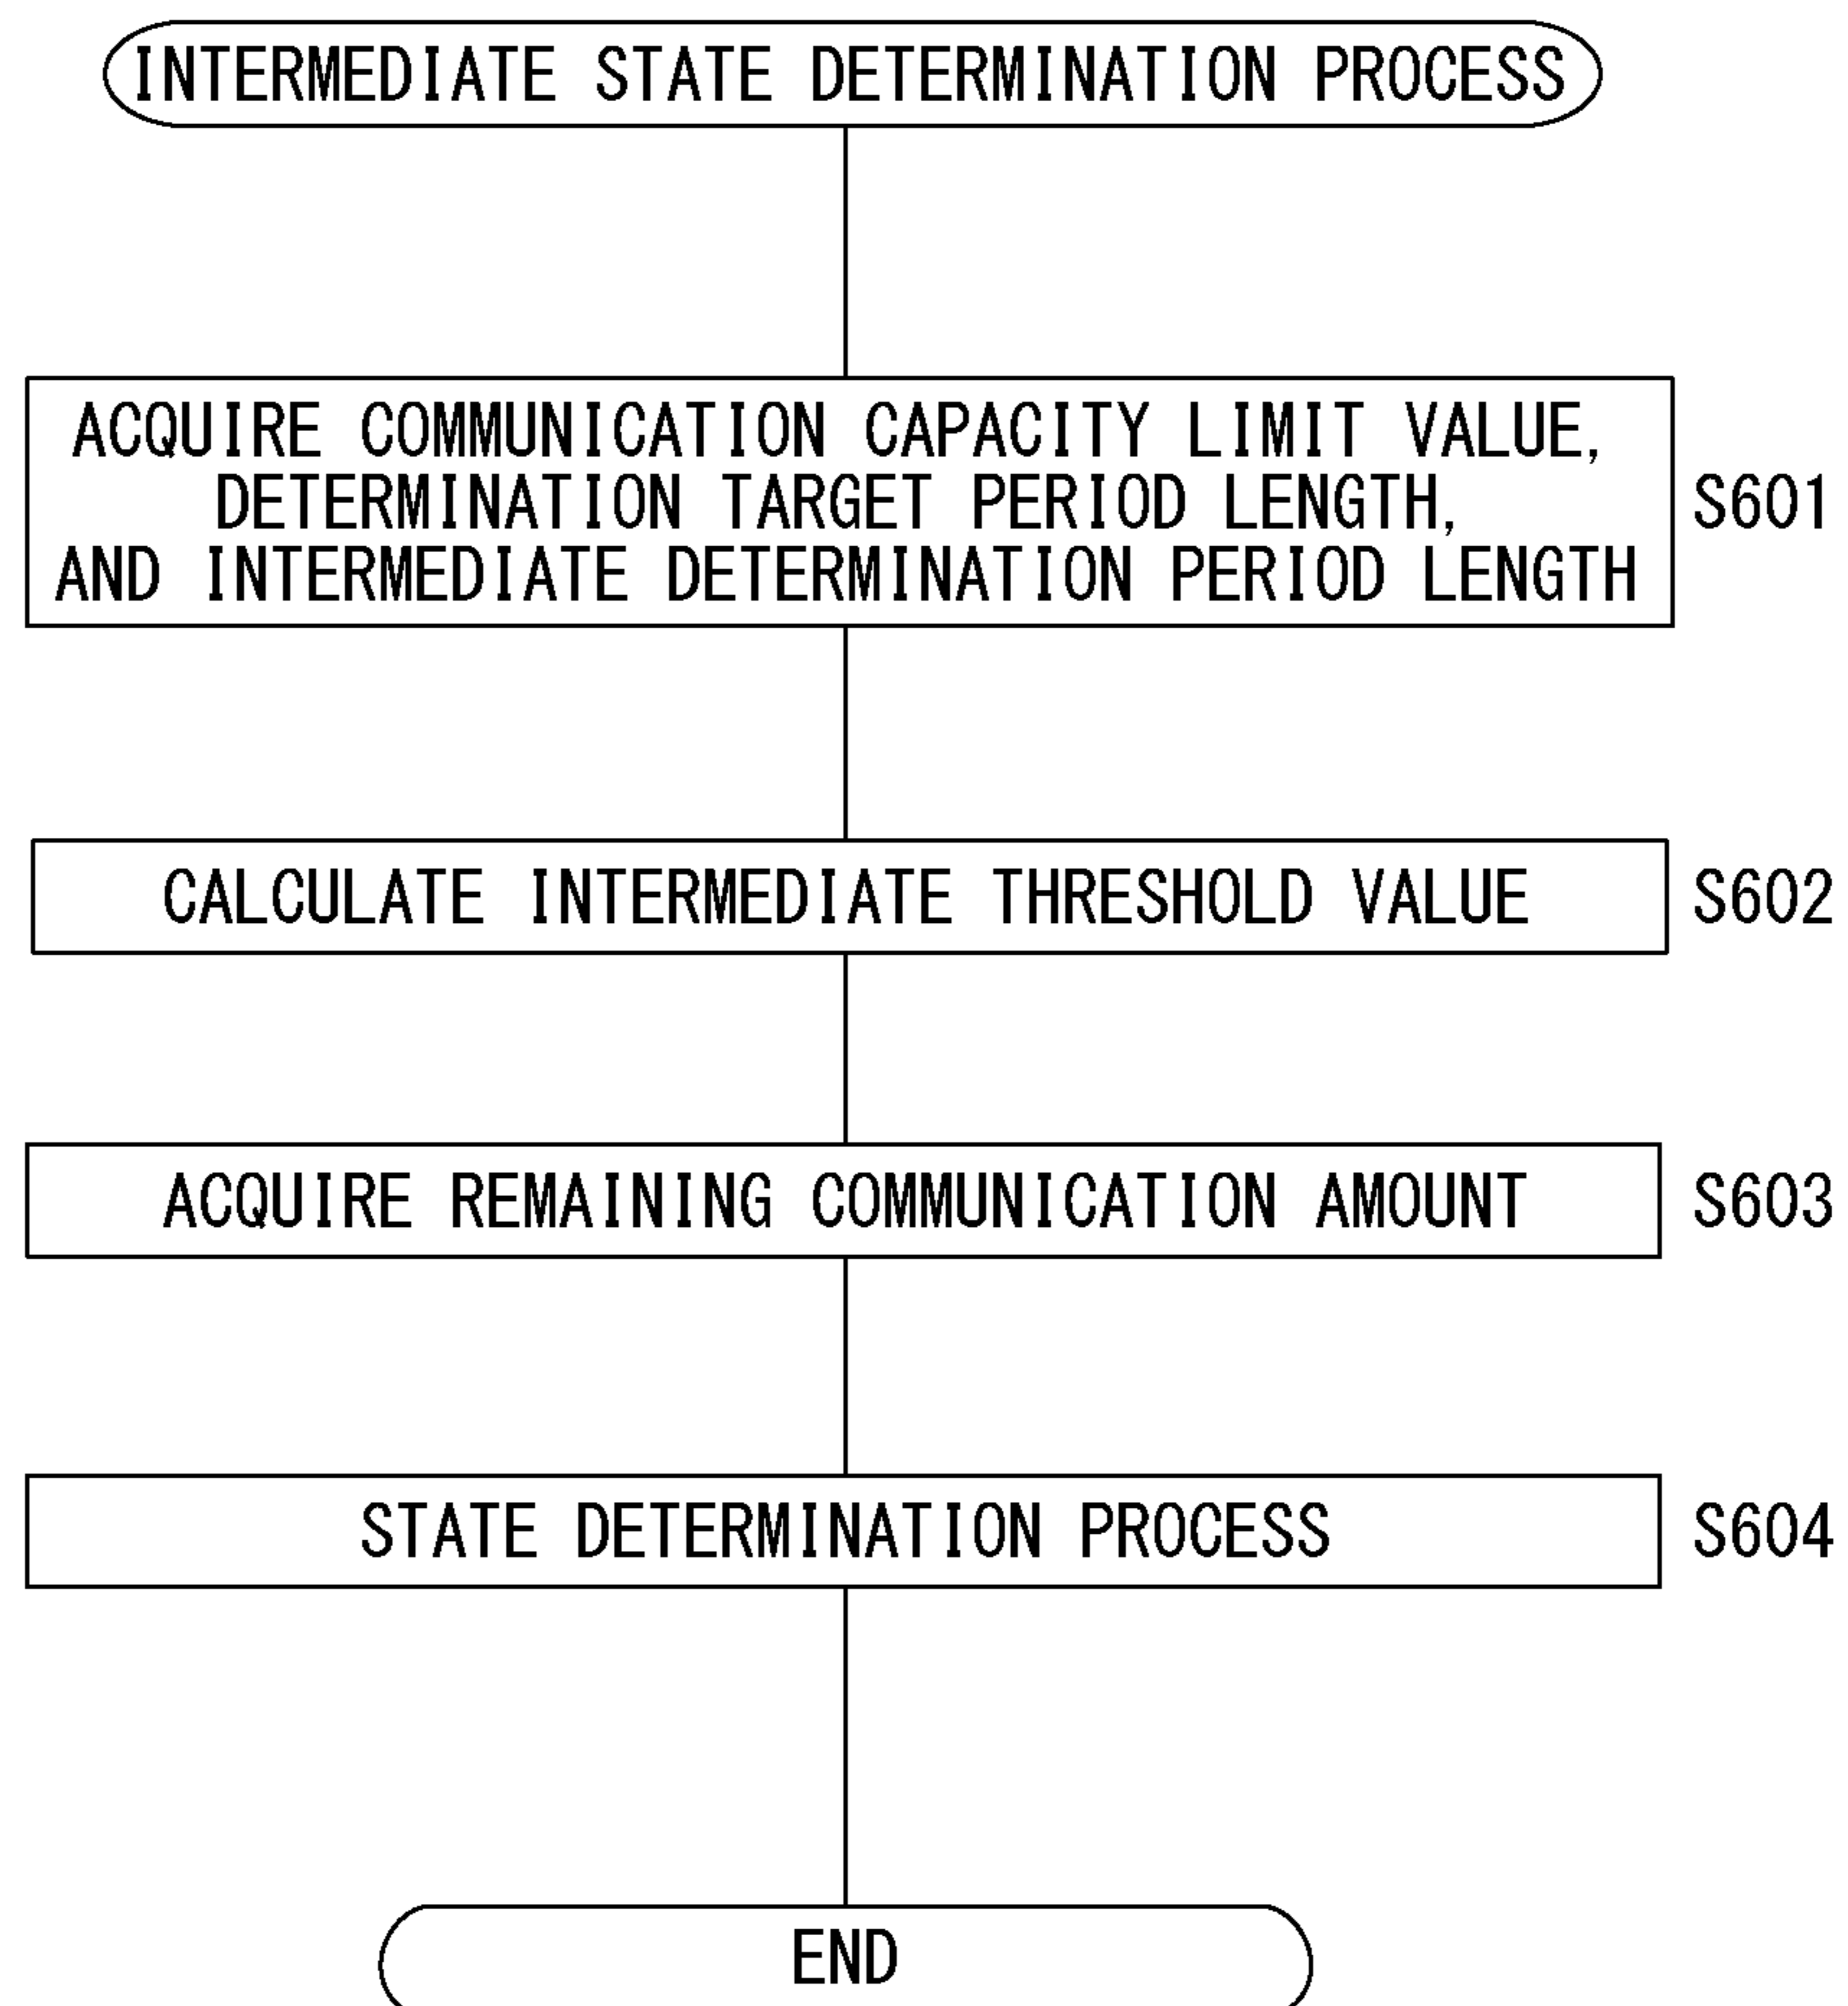 INTERMEDIATE STATE DETERMINATION PROCESS
ACQUIRE COMMUNICATION CAPACITY LIMIT VALUE,
DETERMINATION TARGET PERIOD LENGTH,
AND INTERMEDIATE DETERMINATION PERIOD LENGTH
S601
CALCULATE INTERMEDIATE THRESHOLD VALUE
S602
ACQUIRE REMAINING COMMUNICATION AMOUNT
S603
STATE DETERMINATION PROCESS
S604
END